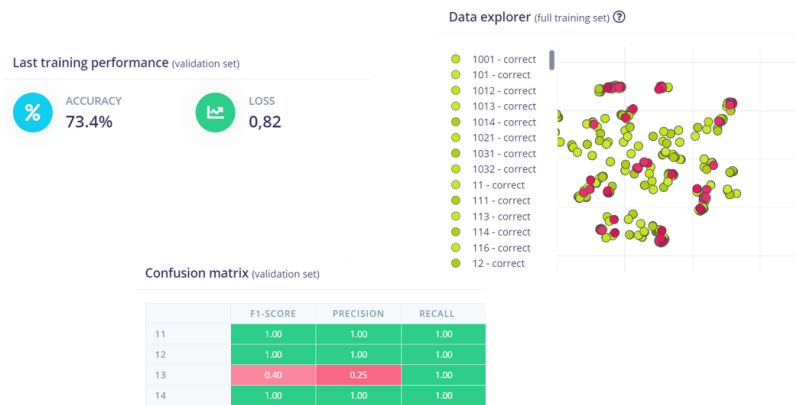 Last training performance (validation set)
% ACCURACY
73.4%
LOSS
0,82
Data explorer (full training set) ?
1001 - correct
101 - correct
1012 - correct
1013 - correct
1014 - correct
1021 - correct
1031 - correct
1032 - correct
11 - correct
111 - correct
113 - correct
114 - correct
116 - correct
12 - correct
Confusion matrix (validation set)
F1-SCORE PRECISION RECALL
11 1.00 1.00 1.00
12 1.00 1.00 1.00
13 0.40 0.25 1.00
14 1.00 1.00 1.00